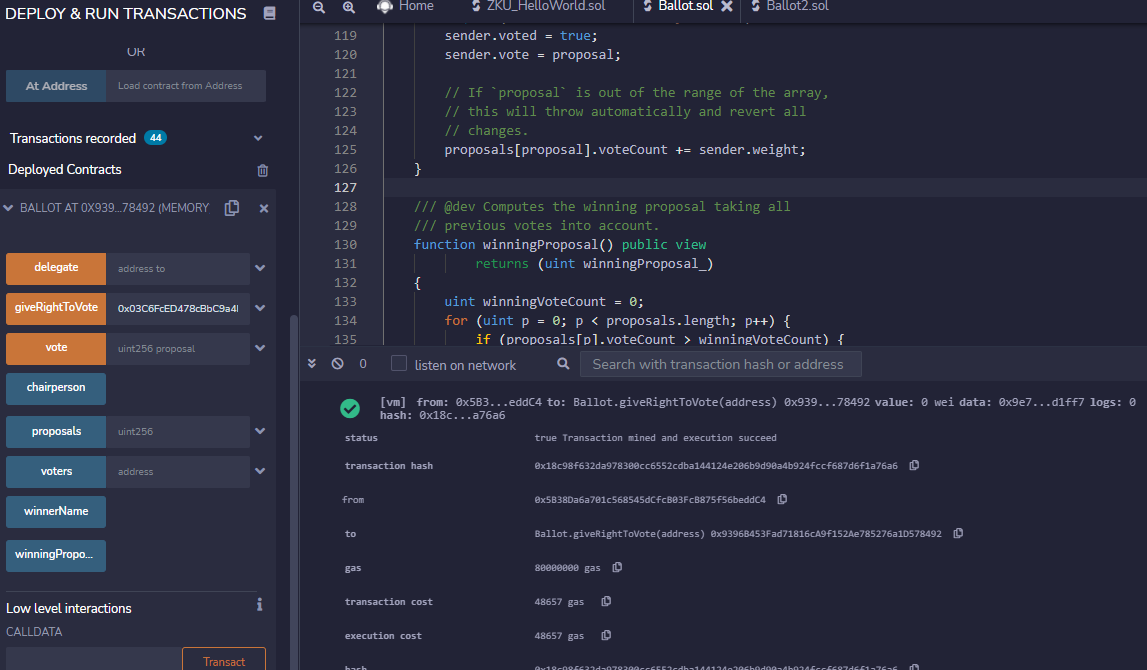 DEPLOY & RUN TRANSACTIONS
OR
At Address
Load contract from Address
Transactions recorded 44
Deployed Contracts
BALLOT AT 0X939...78492 (MEMORY
delegate
address to
giveRightToVote
0x03C6FcED478cBbC9a4l
vote
uint256 proposal
chairperson
proposals
uint256
voters
address
winnerName
winningPropo...
Low level interactions
CALLDATA
Transact
Home
ZKU_HelloWorld.sol
Ballot.sol
Ballot2.sol
119 sender.voted = true;
120 sender.vote = proposal;
121
122 // If `proposal` is out of the range of the array,
123 // this will throw automatically and revert all
124 // changes.
125 proposals[proposal].voteCount += sender.weight;
126 }
127
128 /// @dev Computes the winning proposal taking all
129 /// previous votes into account.
130 function winningProposal() public view
131 returns (uint winningProposal_)
132 {
133 uint winningVoteCount = 0;
134 for (uint p = 0; p < proposals.length; p++) {
135 if (proposals[p].voteCount > winningVoteCount) {
0
listen on network
Search with transaction hash or address
[vm] from: 0x5B3...eddC4 to: Ballot.giveRightToVote(address) 0x939...78492 value: 0 wei data: 0x9e7...d1ff7 logs: 0
hash: 0x18c...a76a6
status true Transaction mined and execution succeed
transaction hash 0x18c98f632da978300cc6552cdba144124e206b9d90a4b924fccf687d6f1a76a6
from 0x5B38Da6a701c568545dCfcB03FcB875f56beddC4
to Ballot.giveRightToVote(address) 0x9396B453Fad71816cA9f152Ae785276a1D578492
gas 80000000 gas
transaction cost 48657 gas
execution cost 48657 gas
hash 0x18c98f632da978300cc6552cdba144124e206b9d90a4b924fccf687d6f1a76a6